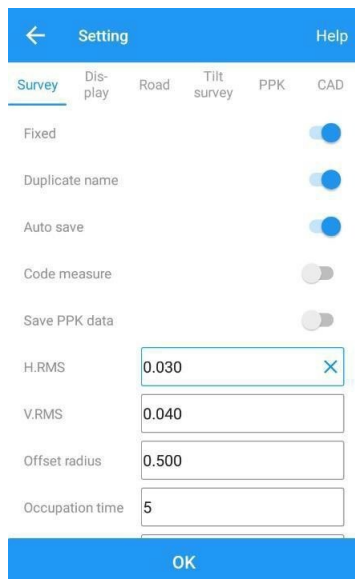 Setting Help
Survey Dis-play Road Tilt survey PPK CAD
Fixed
Duplicate name
Auto save
Code measure
Save PPK data
H.RMS 0.030
V.RMS 0.040
Offset radius 0.500
Occupation time 5
OK